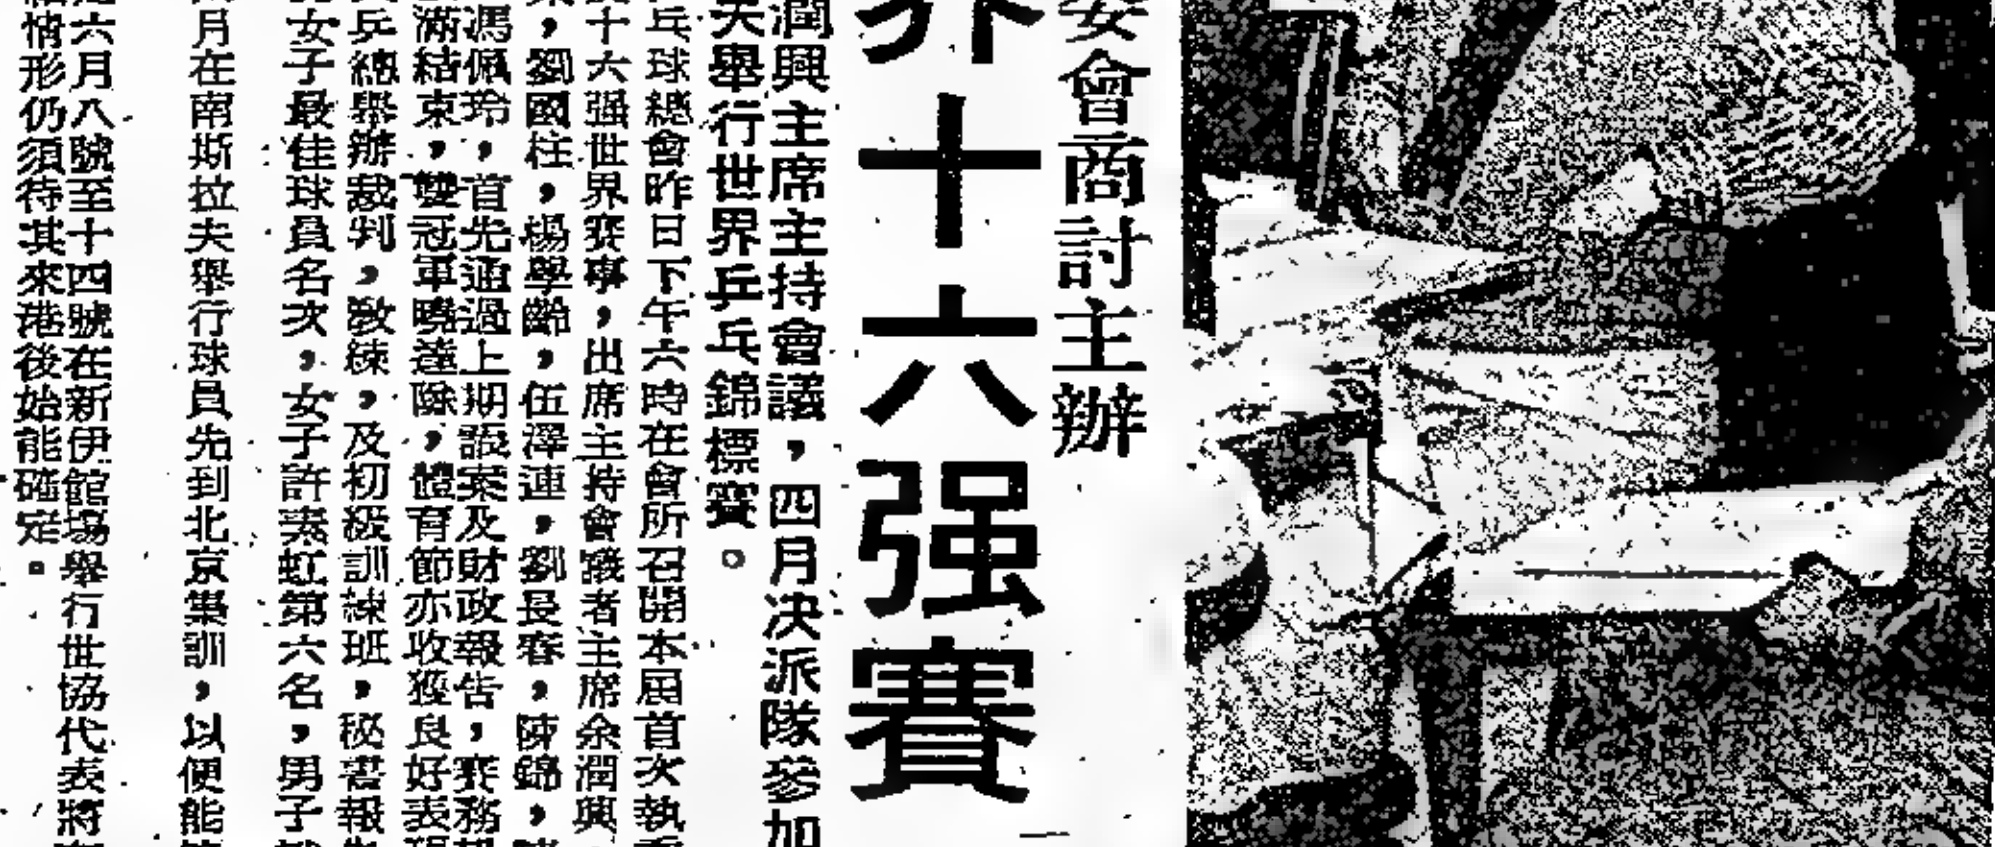 會商討主辦
十六强賽
潤興主席主持會議，四月决派隊參加
舉行世界乒乓錦標賽。
乒球總會昨日下午六時在會所召開本屆首次執
十六强世界賽事，出席主持會議者主席余潤興
，劉國柱，楊學齡，伍澤連，劉長春，陳錦，
馮佩玲，首先通過上期議案及財政報告，賽務
滿結束，雙冠軍曉達隊，體育節亦收獲良好表現
乓總舉辦裁判，敎練，及初級訓練班，秘書報
女子最佳球員名次，女子許素虹第六名，男子
月在南斯拉夫舉行球員先到北京集訓，以便能
六月八號至十四號在新伊館場舉行世協代表將
情形仍須待其來港後始能確定。